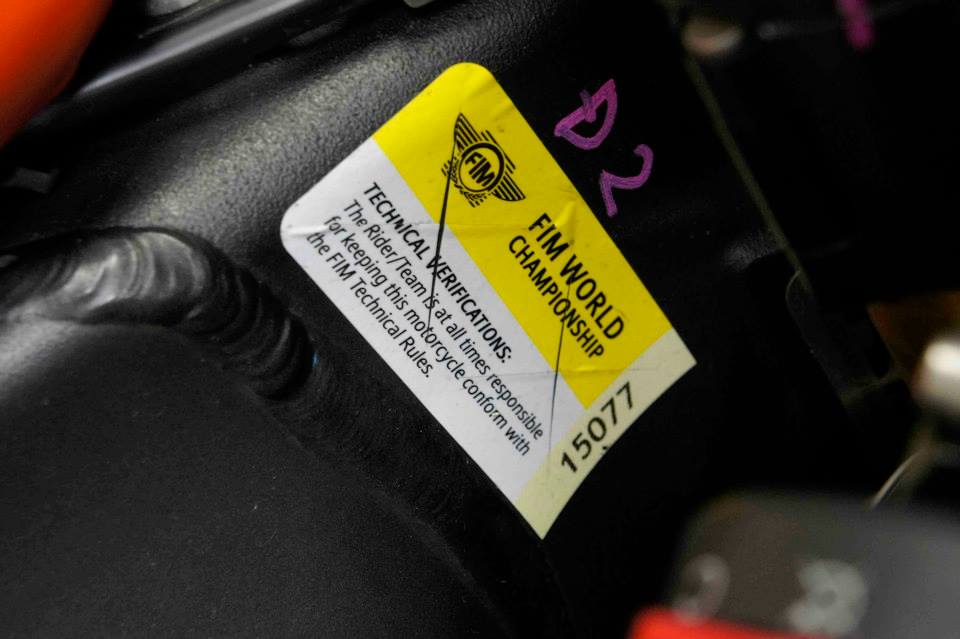 FIM
FIM WORLD
CHAMPIONSHIP
TECHNICAL VERIFICATIONS:
The Rider/Team is at all times responsible
for keeping this motorcycle conform with
the FIM Technical Rules.
15077
D2